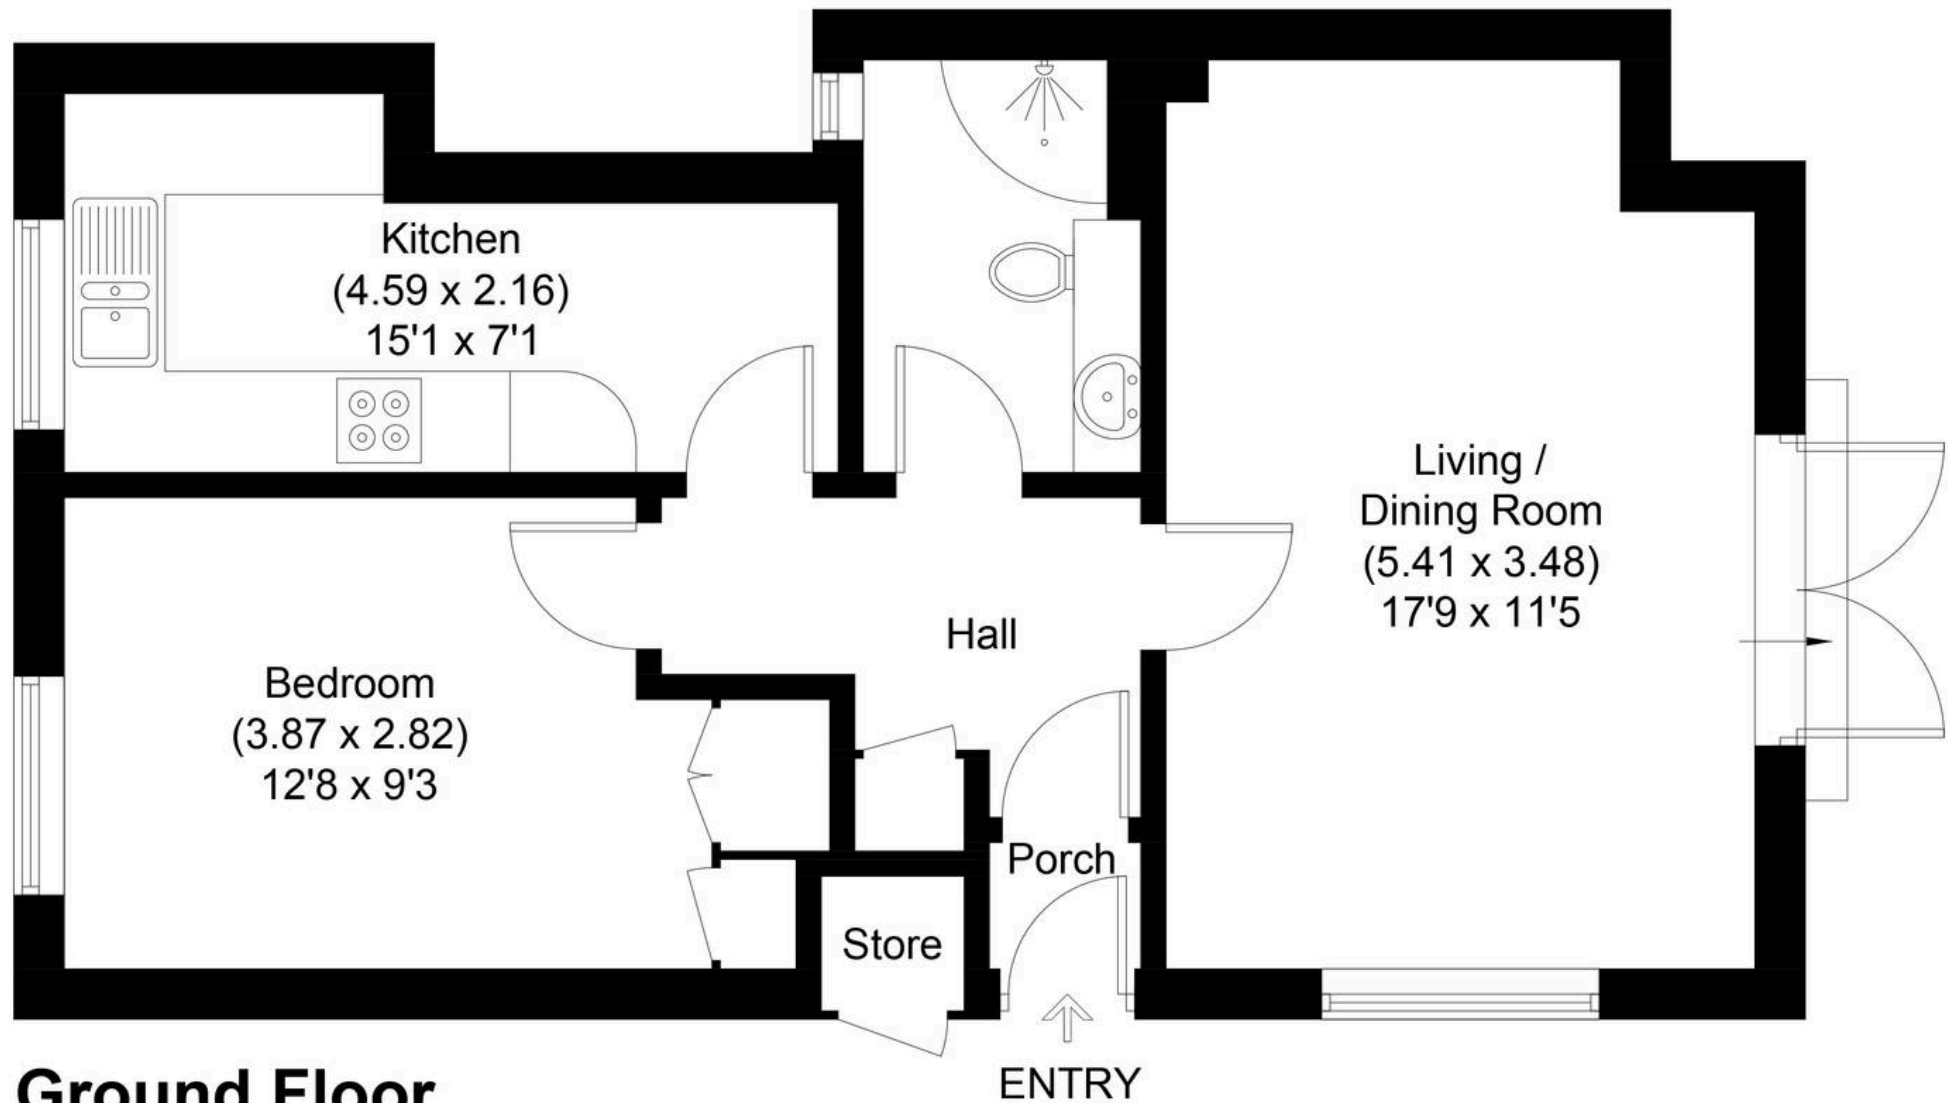 Kitchen
(4.59 x 2.16)
15'1 x 7'1
Living /
Dining Room
(5.41 x 3.48)
17'9 x 11'5
Hall
Bedroom
(3.87 x 2.82)
12'8 x 9'3
Porch
Store
ENTRY
Ground Floor